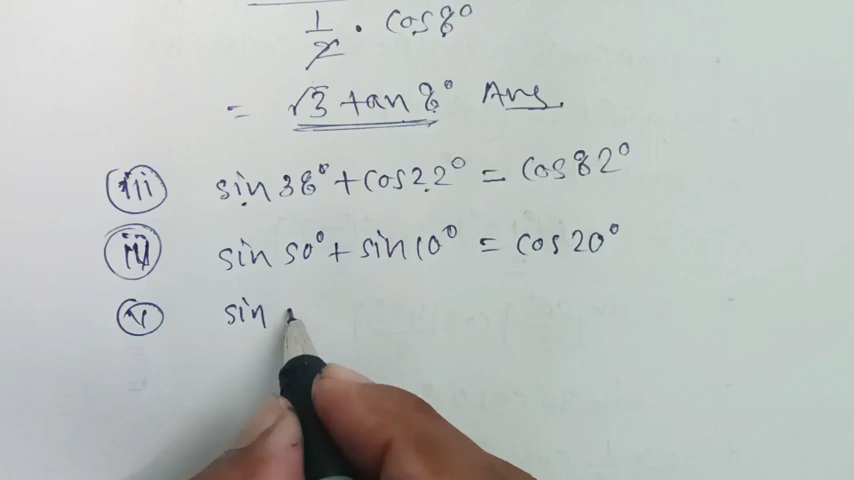 1/2 . cos 8°
= √3 tan 8° Ans.
(iii) sin 38° + cos 22° = cos 82°
(iv) sin 50° + sin 10° = cos 20°
(v) sin